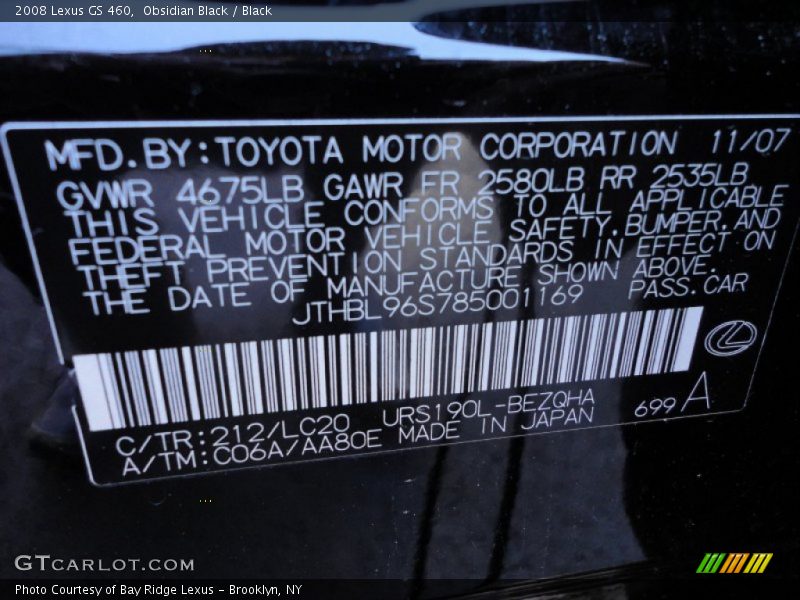 2008 Lexus GS 460, Obsidian Black / Black
MFD. BY: TOYOTA MOTOR CORPORATION 11/07
GVWR 4675LB GAWR FR 2580LB RR 2535LB
THIS VEHICLE CONFORMS TO ALL APPLICABLE
FEDERAL MOTOR VEHICLE SAFETY, BUMPER, AND
THEFT PREVENTION STANDARDS IN EFFECT ON
THE DATE OF MANUFACTURE SHOWN ABOVE.
JTHBL96S785001169 PASS. CAR
C/TR: 212/LC20 URS190L-BEZQHA
A/TM: C06A/AA80E MADE IN JAPAN 699 A
GTCARLOT.COM
Photo Courtesy of Bay Ridge Lexus - Brooklyn, NY